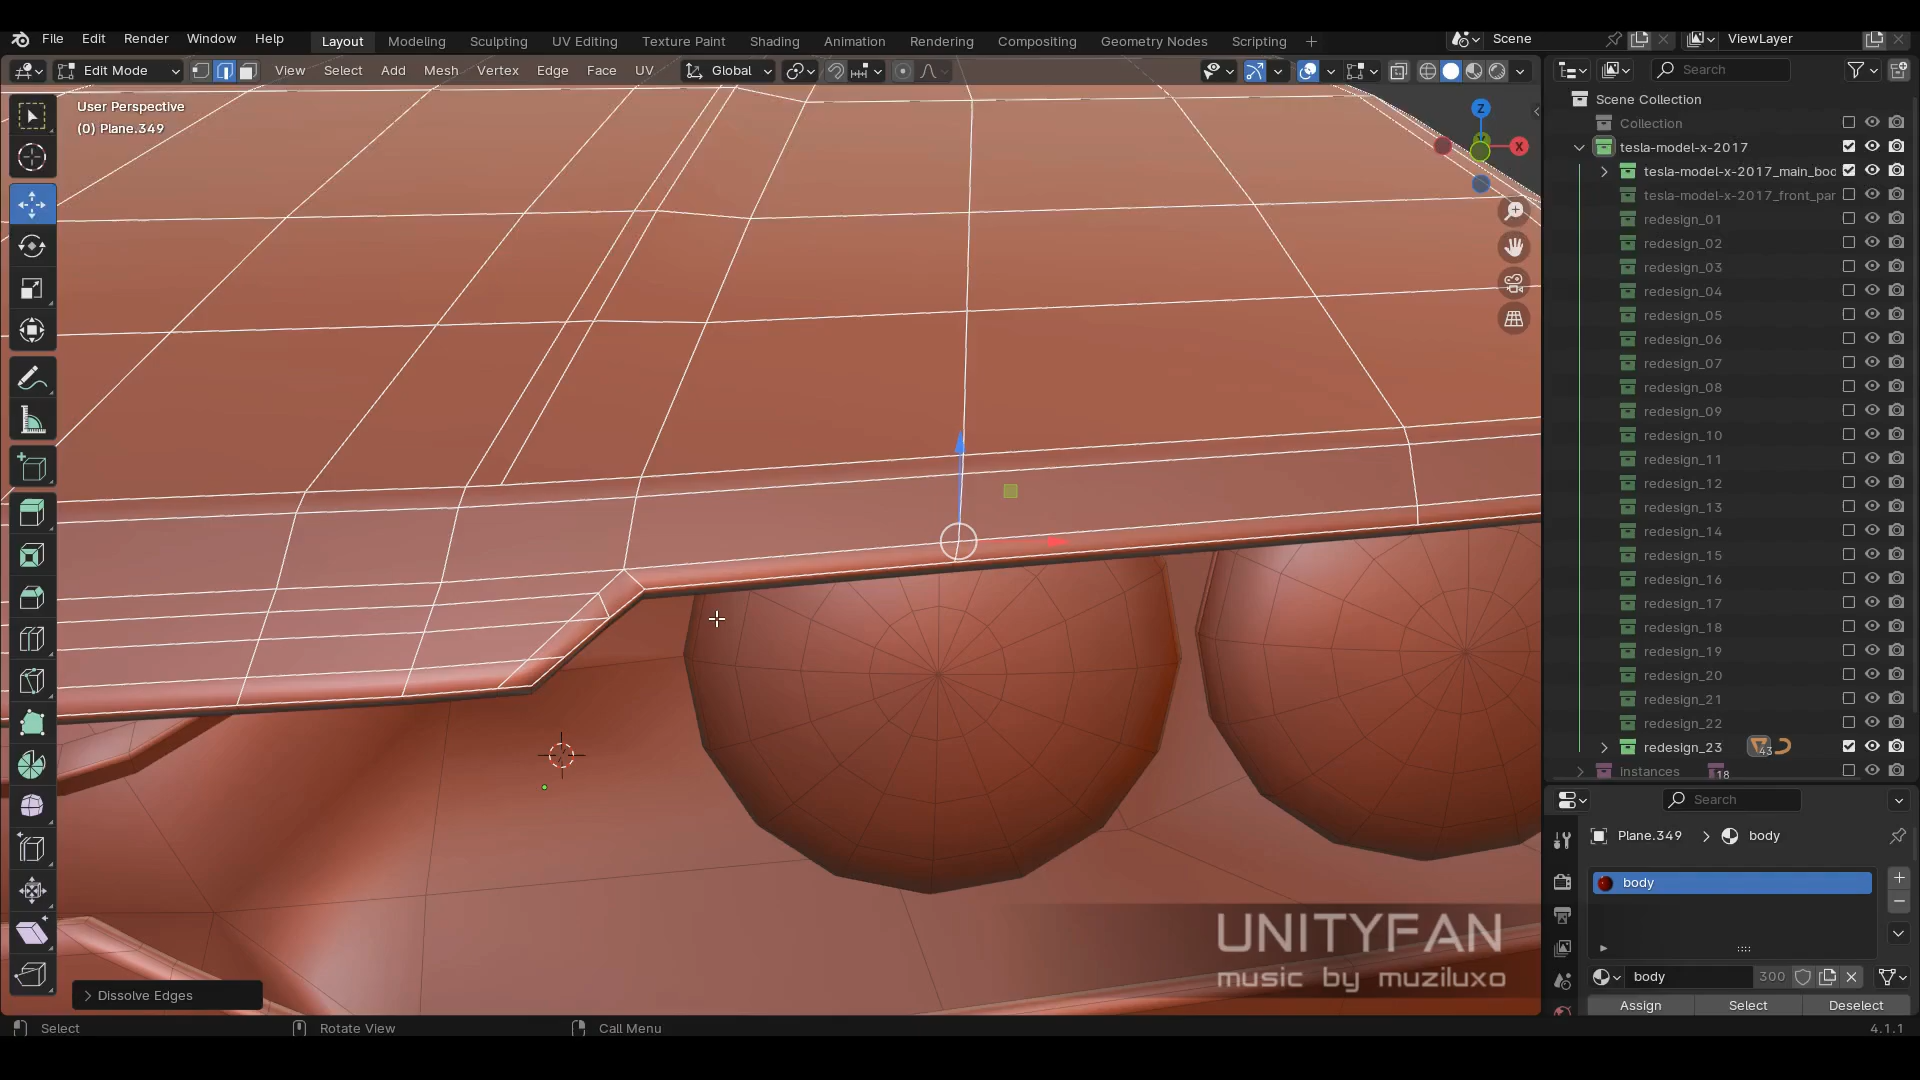 File Edit Render Window Help Layout Modeling Sculpting UV Editing Texture Paint Shading Animation Rendering Compositing Geometry Nodes Scripting + Scene ViewLayer
Edit Mode View Select Add Mesh Vertex Edge Face UV Global Search
User Perspective
(0) Plane.349
Z
Y
X
Scene Collection
Collection
tesla-model-x-2017
tesla-model-x-2017_main_boc
tesla-model-x-2017_front_par
redesign_01
redesign_02
redesign_03
redesign_04
redesign_05
redesign_06
redesign_07
redesign_08
redesign_09
redesign_10
redesign_11
redesign_12
redesign_13
redesign_14
redesign_15
redesign_16
redesign_17
redesign_18
redesign_19
redesign_20
redesign_21
redesign_22
redesign_23 43
Instances 18
Search
Plane.349 > body
body
body 300
Assign Select Deselect
UNITYFAN
music by muziluxo
Dissolve Edges
Select Rotate View Call Menu 4.1.1